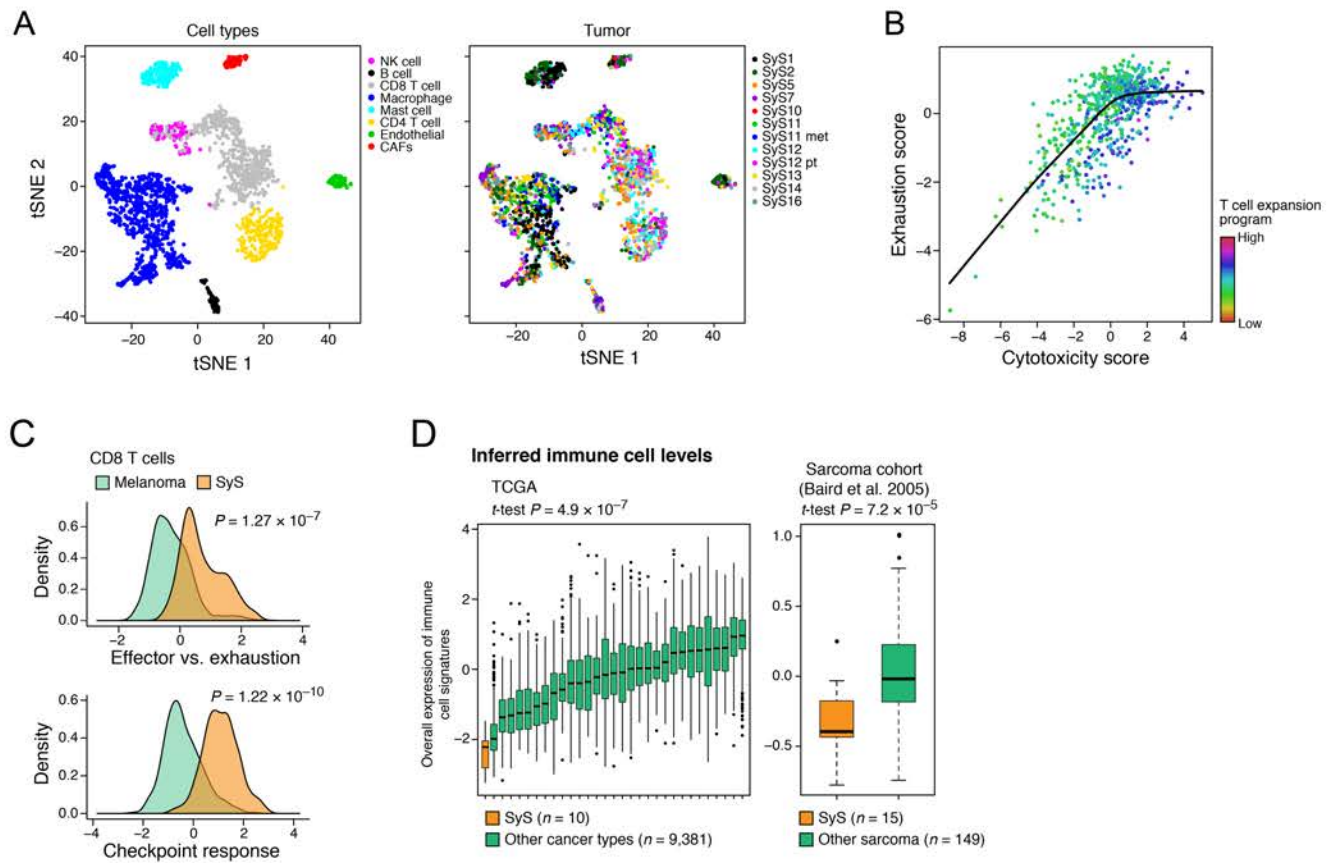 A
Cell types
40
20
0
−20
−40
tSNE 2
−20
0
20
40
tSNE 1
NK cell
B cell
CD8 T cell
Macrophage
Mast cell
CD4 T cell
Endothelial
CAFs
Tumor
40
20
0
−20
−40
−20
0
20
40
tSNE 1
SyS1
SyS2
SyS5
SyS7
SyS10
SyS11
SyS11 met
SyS12
SyS12 pt
SyS13
SyS14
SyS16
B
Exhaustion score
0
−2
−4
−6
−8
−6
−4
−2
0
2
4
Cytotoxicity score
T cell expansion
program
High
Low
C
CD8 T cells
Melanoma
SyS
P = 1.27 × 10−7
Density
0.6
0.4
0.2
0.0
−2
0
2
4
Effector vs. exhaustion
P = 1.22 × 10−10
Density
0.6
0.4
0.2
0.0
−4
−2
0
2
4
Checkpoint response
D
Inferred immune cell levels
TCGA
t-test P = 4.9 × 10−7
Overall expression of immune
cell signatures
4
2
0
−2
SyS (n = 10)
Other cancer types (n = 9,381)
Sarcoma cohort
(Baird et al. 2005)
t-test P = 7.2 × 10−5
1.0
0.5
0.0
−0.5
SyS (n = 15)
Other sarcoma (n = 149)